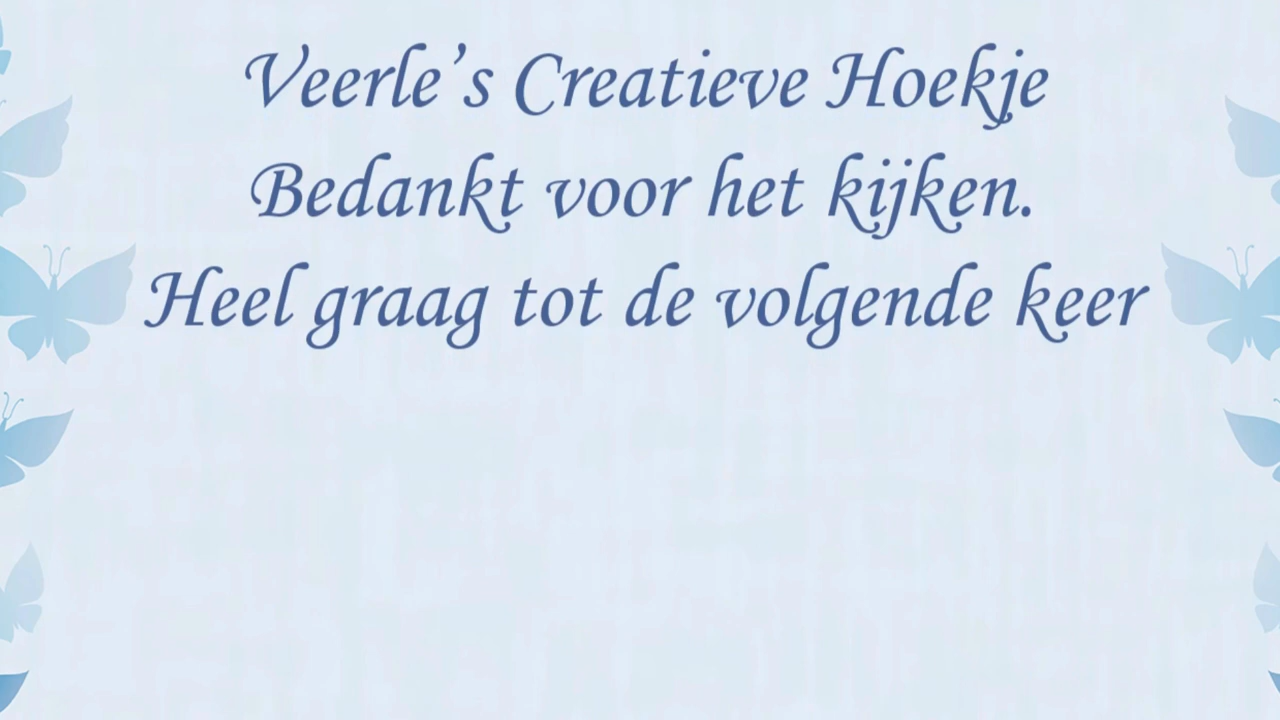 Veerle’s Creatieve Hoekje
Bedankt voor het kijken.
Heel graag tot de volgende keer